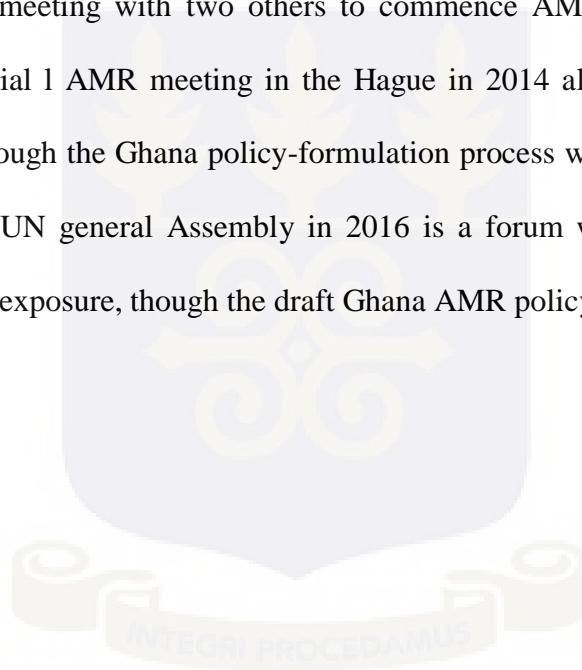 meeting with two others to commence AM
rial l AMR meeting in the Hague in 2014 al
ough the Ghana policy-formulation process w
UN general Assembly in 2016 is a forum v
exposure, though the draft Ghana AMR policy
INTEGRI PROCEDAMUS